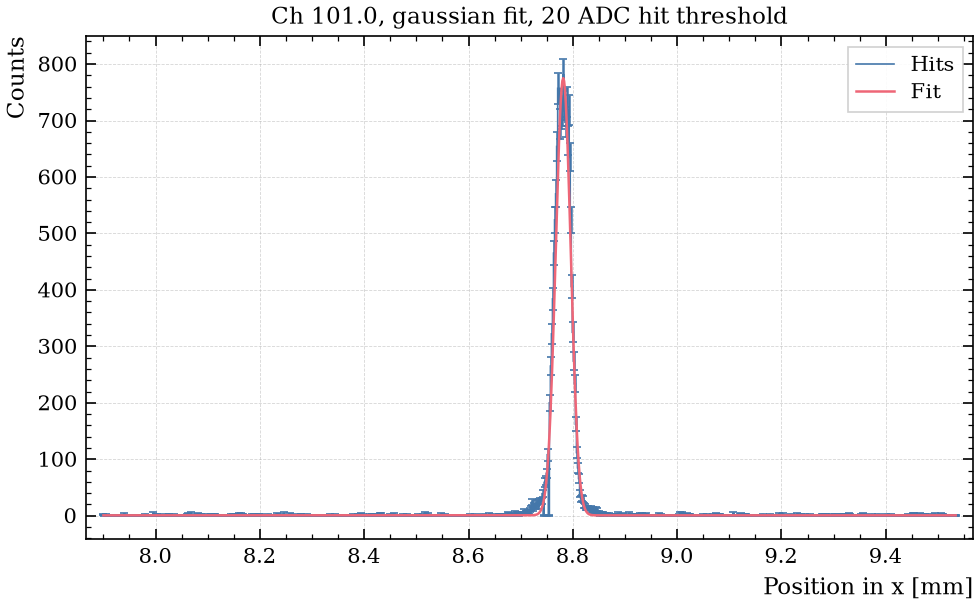 Ch 101.0, gaussian fit, 20 ADC hit threshold
Counts
800
700
600
500
400
300
200
100
0
Hits
Fit
8.0 8.2 8.4 8.6 8.8 9.0 9.2 9.4
Position in x [mm]